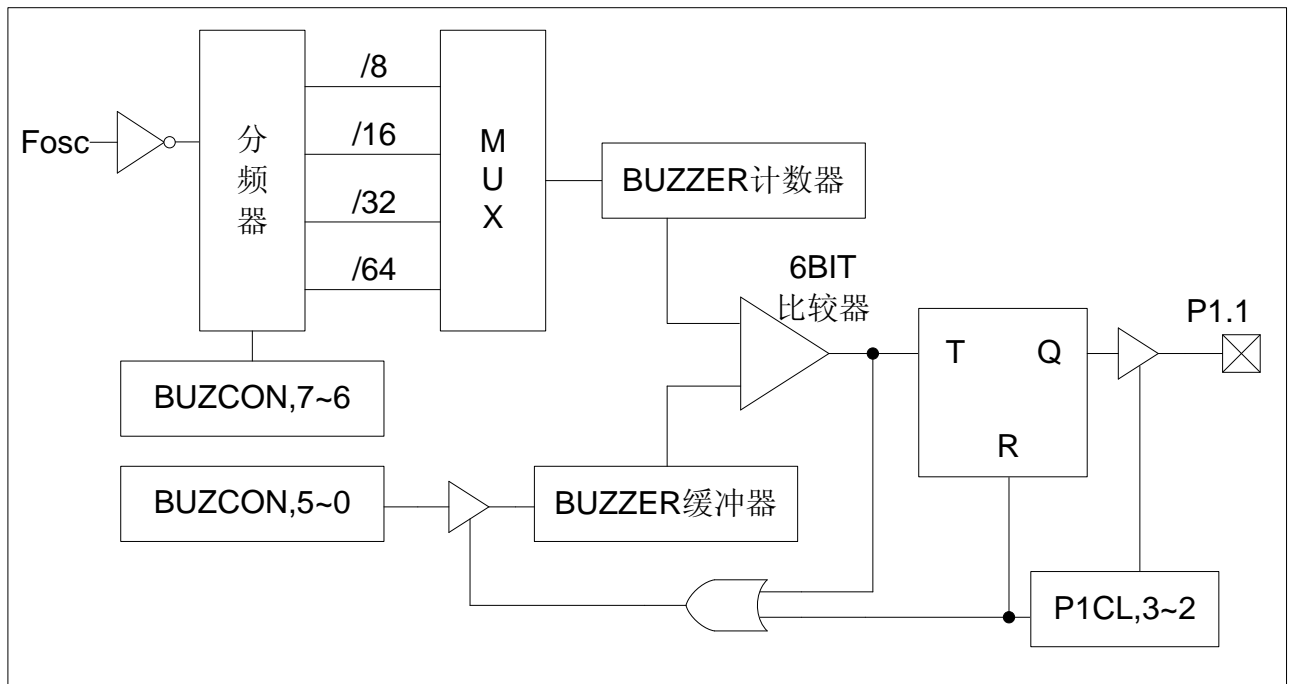 /8
Fosc
分
频
器
/16
/32
/64
M
U
X
BUZZER计数器
6BIT
比较器
P1.1
T
Q
R
BUZCON,7~6
BUZCON,5~0
BUZZER缓冲器
P1CL,3~2